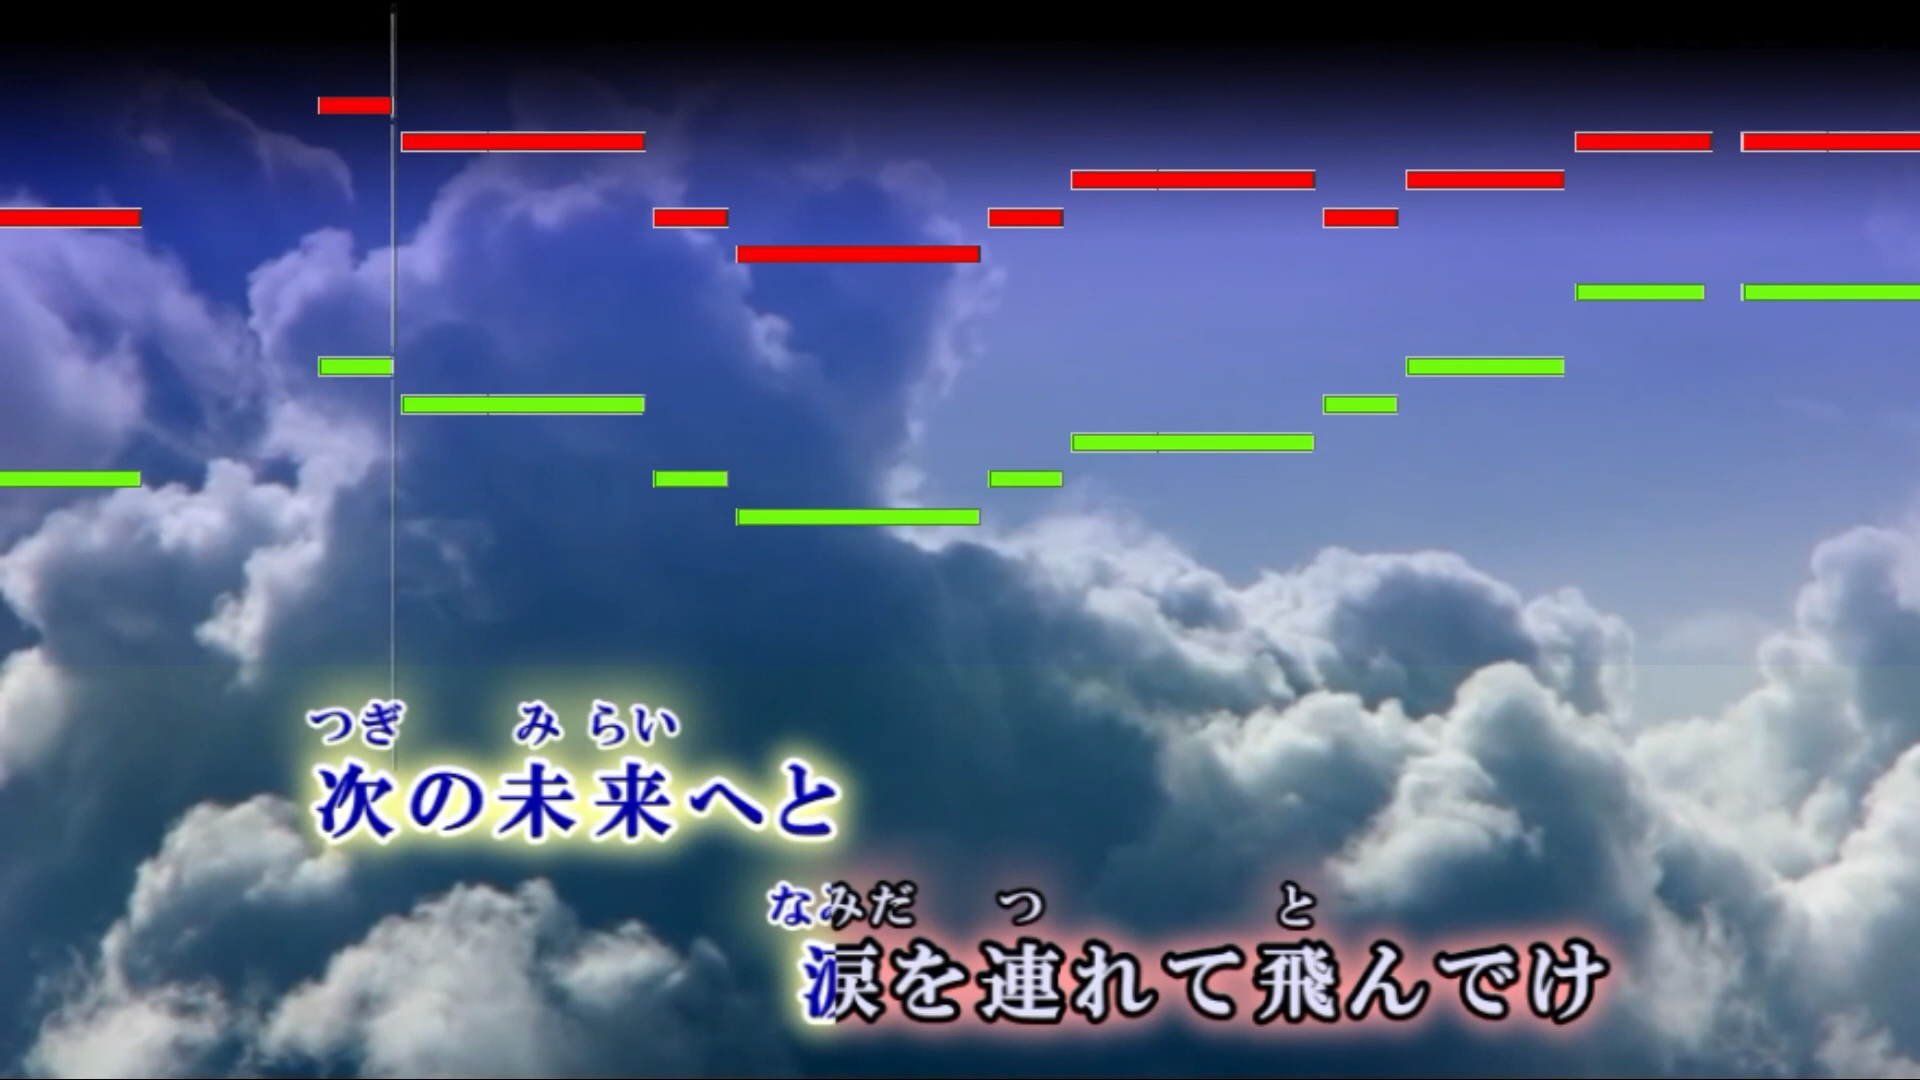 つぎ みらい
次の未来へと
なみだ つ と
涙を連れて飛んでけ